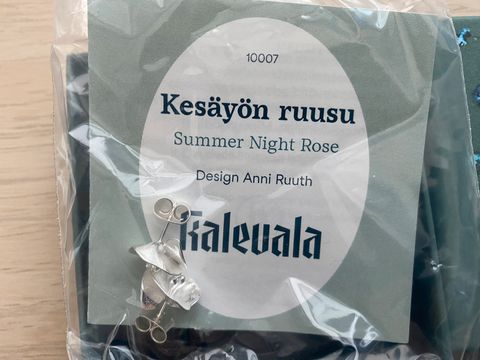 10007
Kesäyön ruusu
Summer Night Rose
Design Anni Ruuth
Kalevala